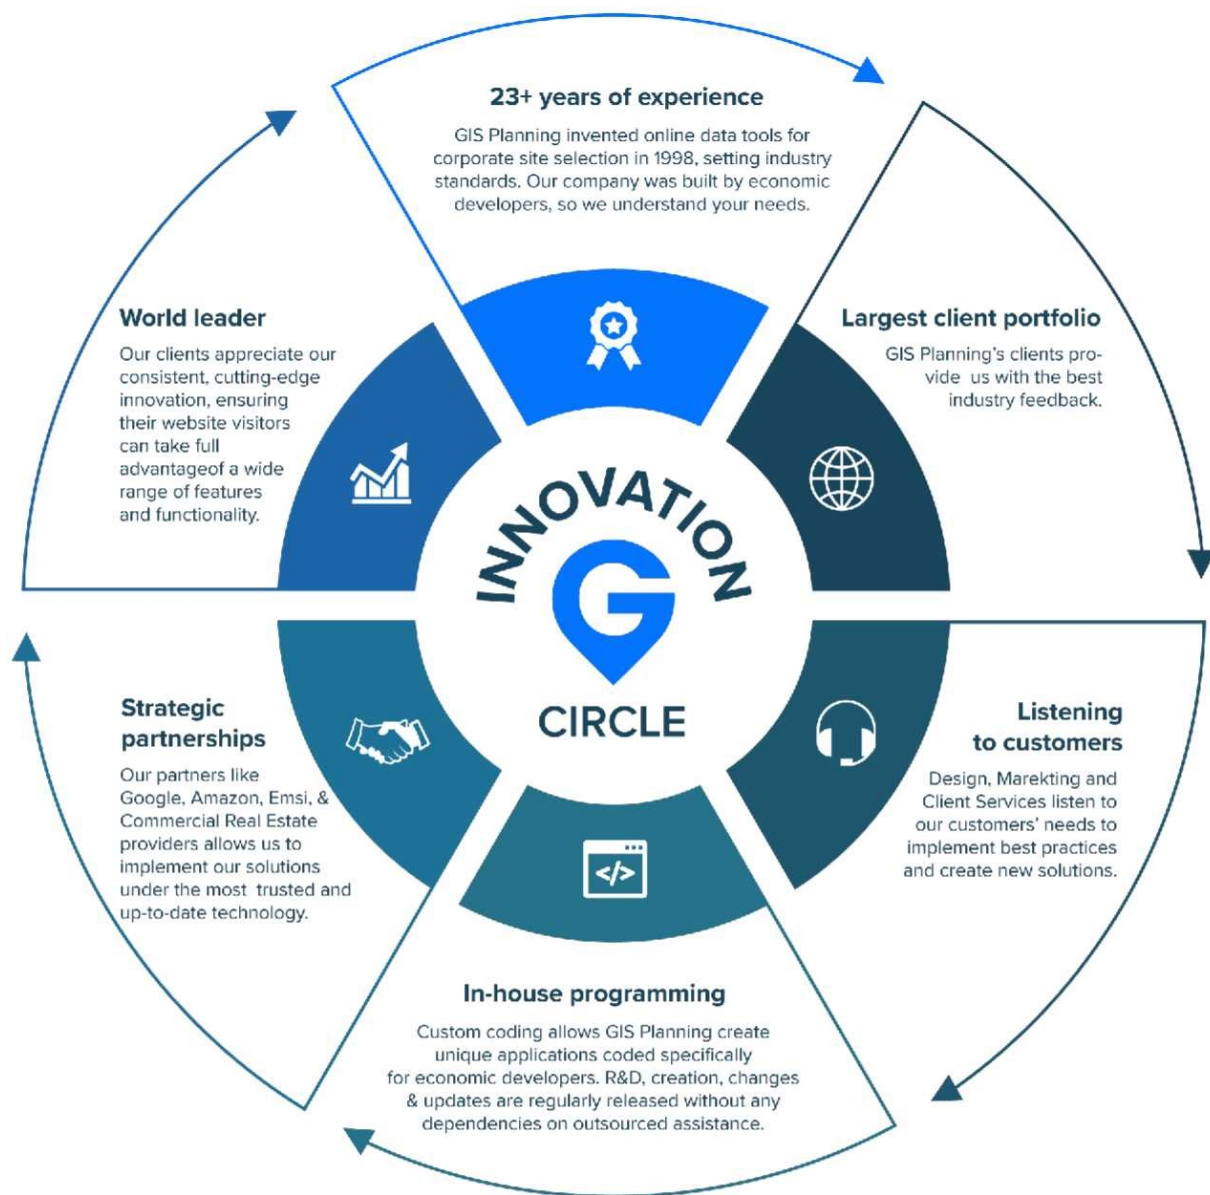 23+ years of experience
GIS Planning invented online data tools for
corporate site selection in 1998, setting industry
standards. Our company was built by economic
developers, so we understand your needs.
Largest client portfolio
GIS Planning's clients pro-
vide us with the best
industry feedback.
Listening
to customers
Design, Marekting and
Client Services listen to
our customers' needs to
implement best practices
and create new solutions.
In-house programming
Custom coding allows GIS Planning create
unique applications coded specifically
for economic developers. R&D, creation, changes
& updates are regularly released without any
dependencies on outsourced assistance.
Strategic
partnerships
Our partners like
Google, Amazon, Emsi, &
Commercial Real Estate
providers allows us to
implement our solutions
under the most trusted and
up-to-date technology.
World leader
Our clients appreciate our
consistent, cutting-edge
innovation, ensuring
their website visitors
can take full
advantageof a wide
range of features
and functionality.
INNOVATION
G
CIRCLE
</>